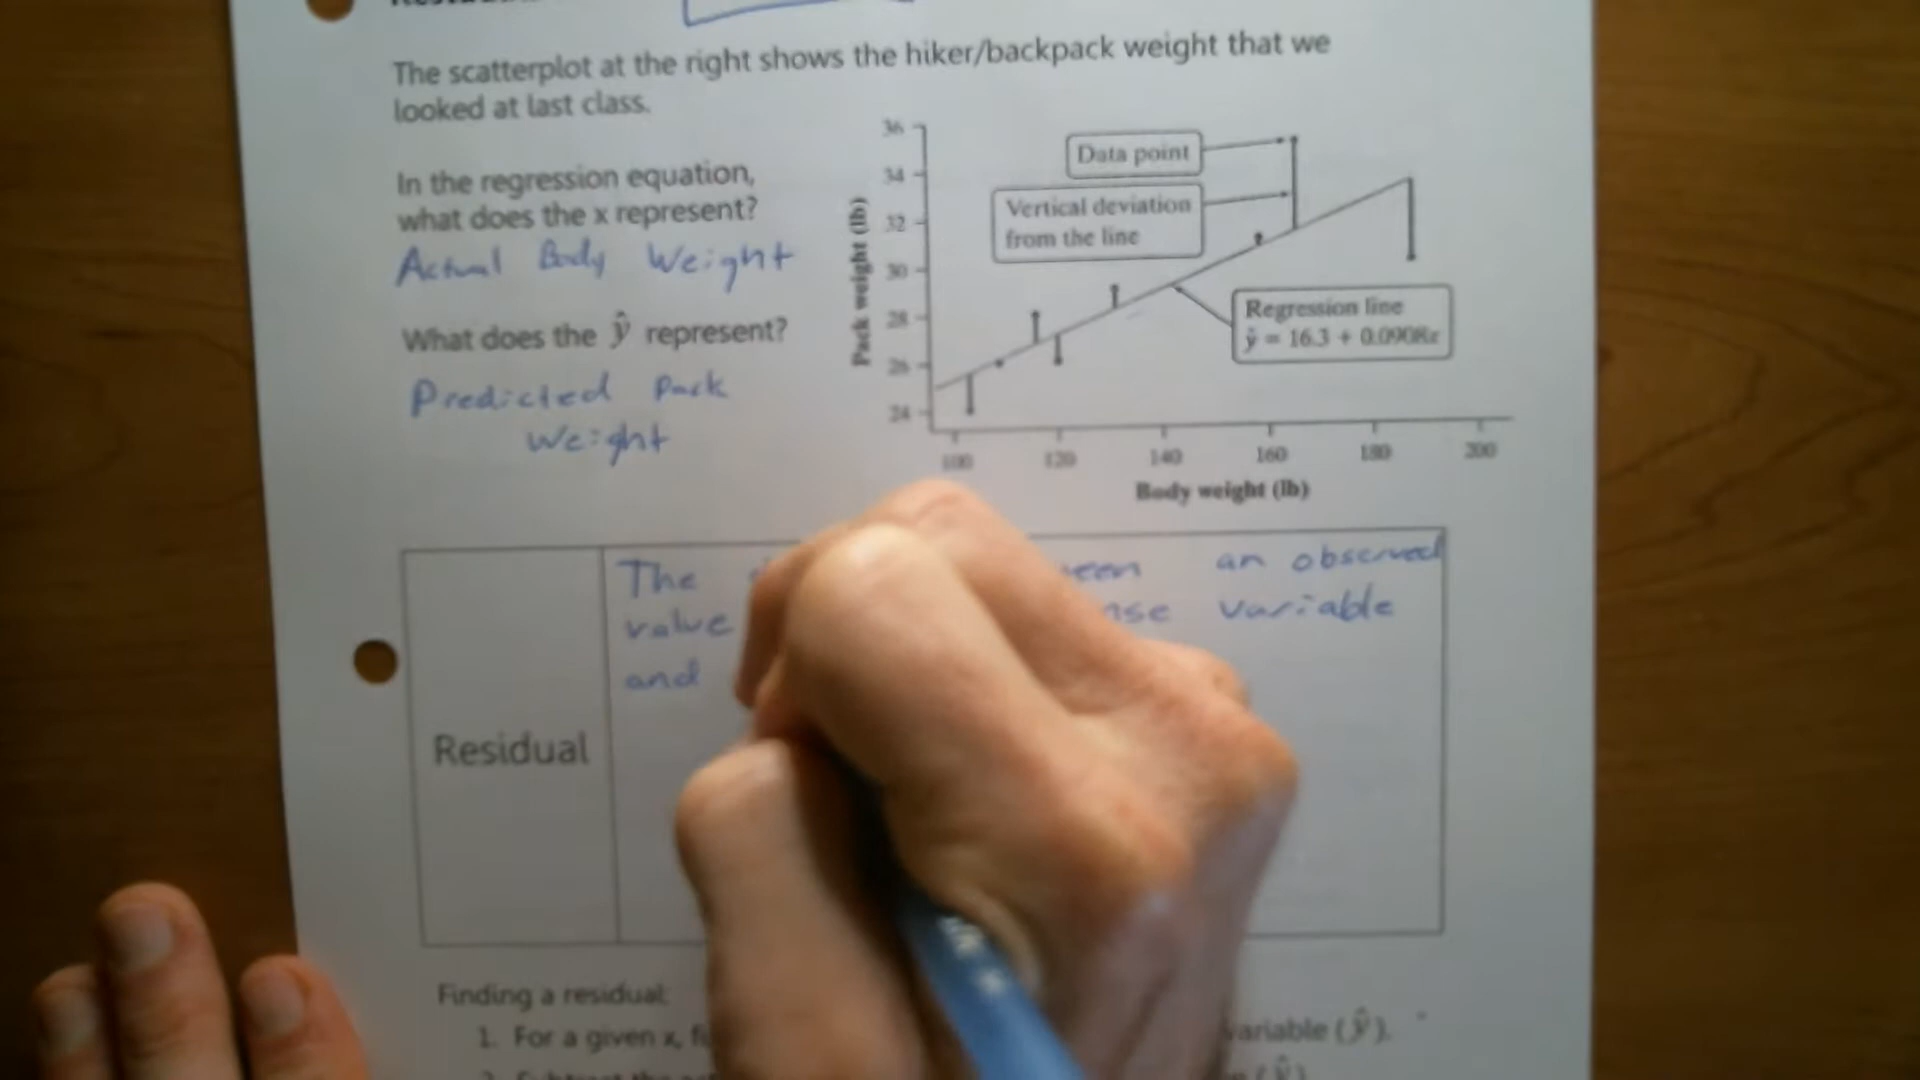 The scatterplot at the right shows the hiker/backpack weight that we
looked at last class.
In the regression equation,
what does the x represent?
Actual Body Weight
What does the ŷ represent?
Predicted Pack
Weight
36
34
32
30
28
26
24
Pack weight (lb)
Data point
Vertical deviation
from the line
Regression line
ŷ = 16.3 + 0.0908x
100 120 140 160 180 200
Body weight (lb)
Residual
The an observed
value variable
and
Finding a residual:
1. For a given x, variable (ŷ).
(ŷ)